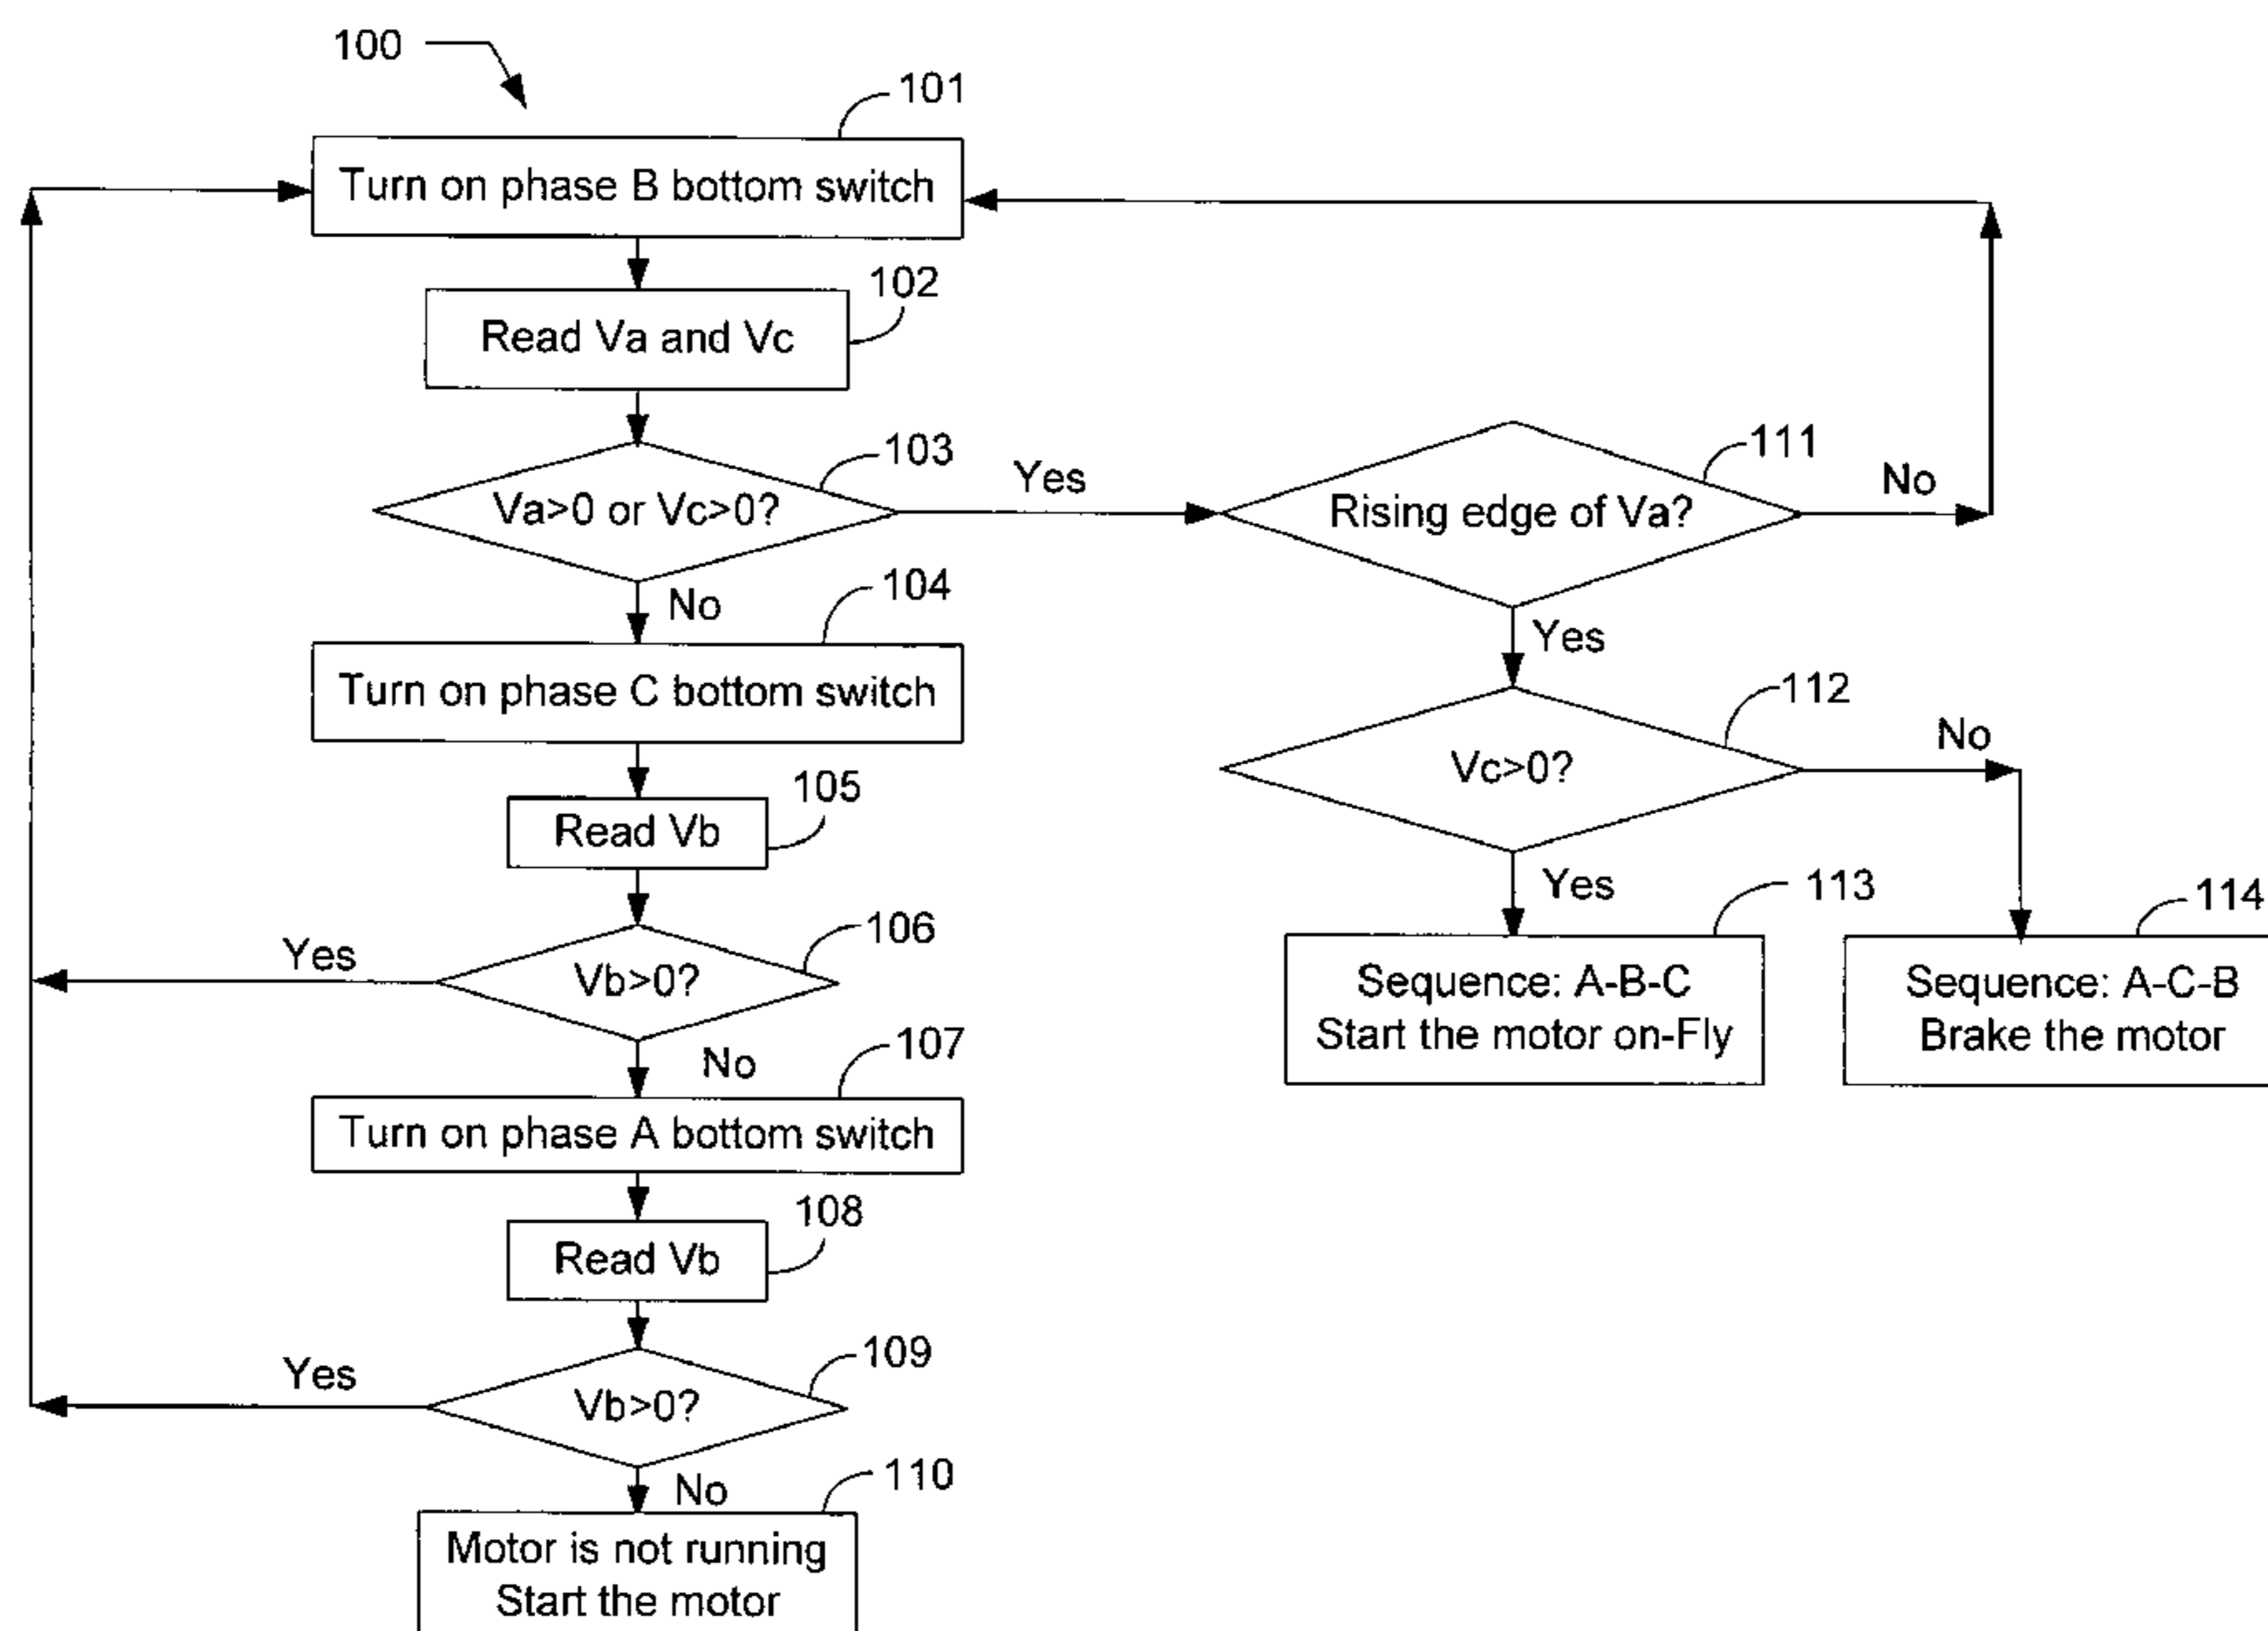 100
101
Turn on phase B bottom switch
102
Read Va and Vc
103
Va>0 or Vc>0?
Yes
111
Rising edge of Va?
No
No
104
Turn on phase C bottom switch
Yes
112
Vc>0?
No
105
Read Vb
Yes
113
114
Sequence: A-B-C
Start the motor on-Fly
Sequence: A-C-B
Brake the motor
106
Vb>0?
Yes
No
107
Turn on phase A bottom switch
108
Read Vb
109
Vb>0?
Yes
No
110
Motor is not running
Start the motor